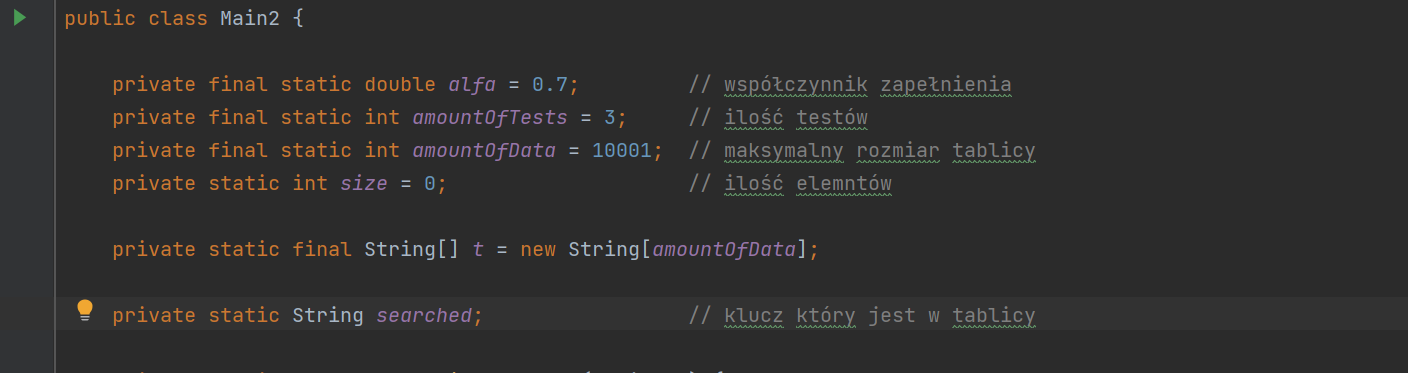 public class Main2 {
private final static double alfa = 0.7; // współczynnik zapełnienia
private final static int amountOfTests = 3; // ilość testów
private final static int amountOfData = 10001; // maksymalny rozmiar tablicy
private static int size = 0; // ilość elemntów
private static final String[] t = new String[amountOfData];
private static String searched; // klucz który jest w tablicy